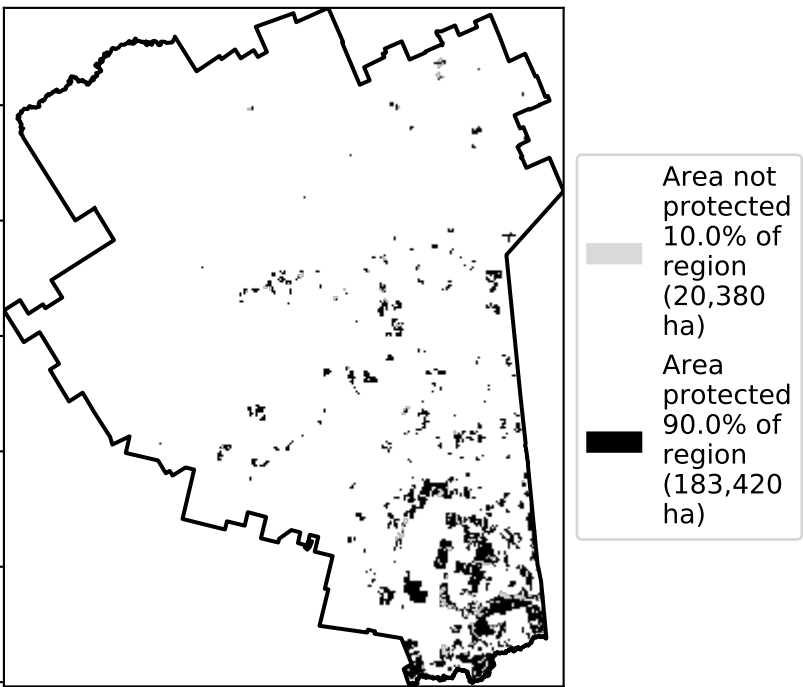 Area not
protected
10.0% of
region
(20,380
ha)
Area
protected
90.0% of
region
(183,420
ha)